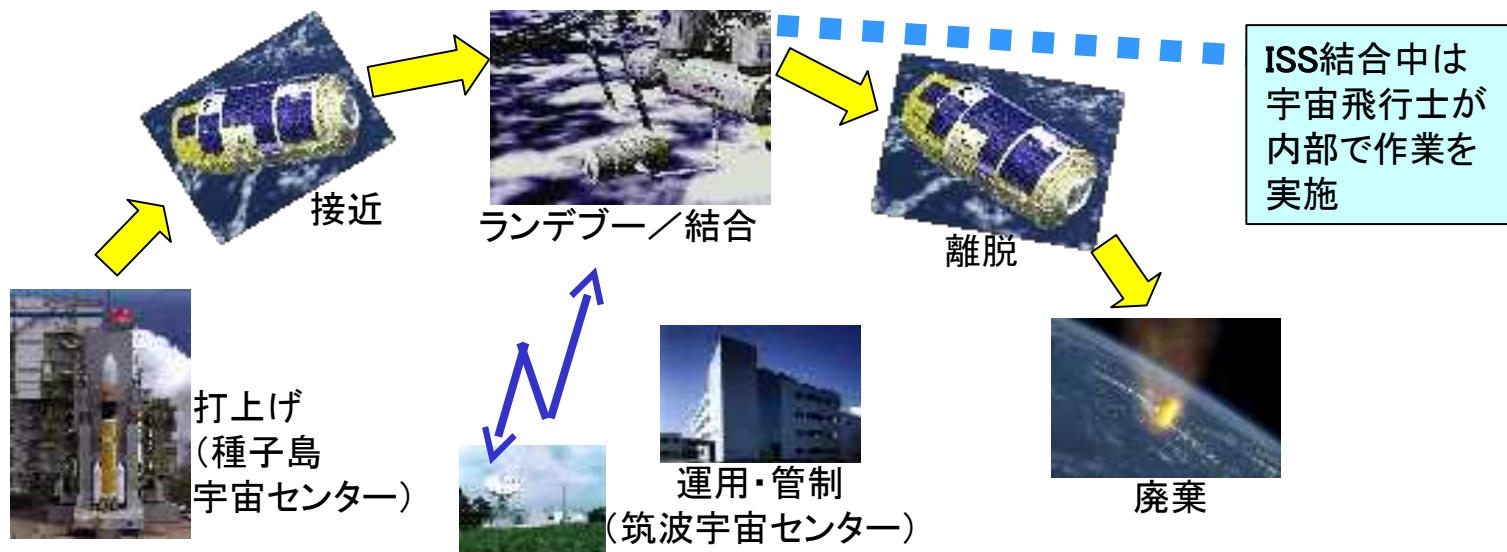 接近
ランデブー／結合
離脱
ISS結合中は
宇宙飛行士が
内部で作業を
実施
打上げ
（種子島
宇宙センター）
運用・管制
（筑波宇宙センター）
廃棄